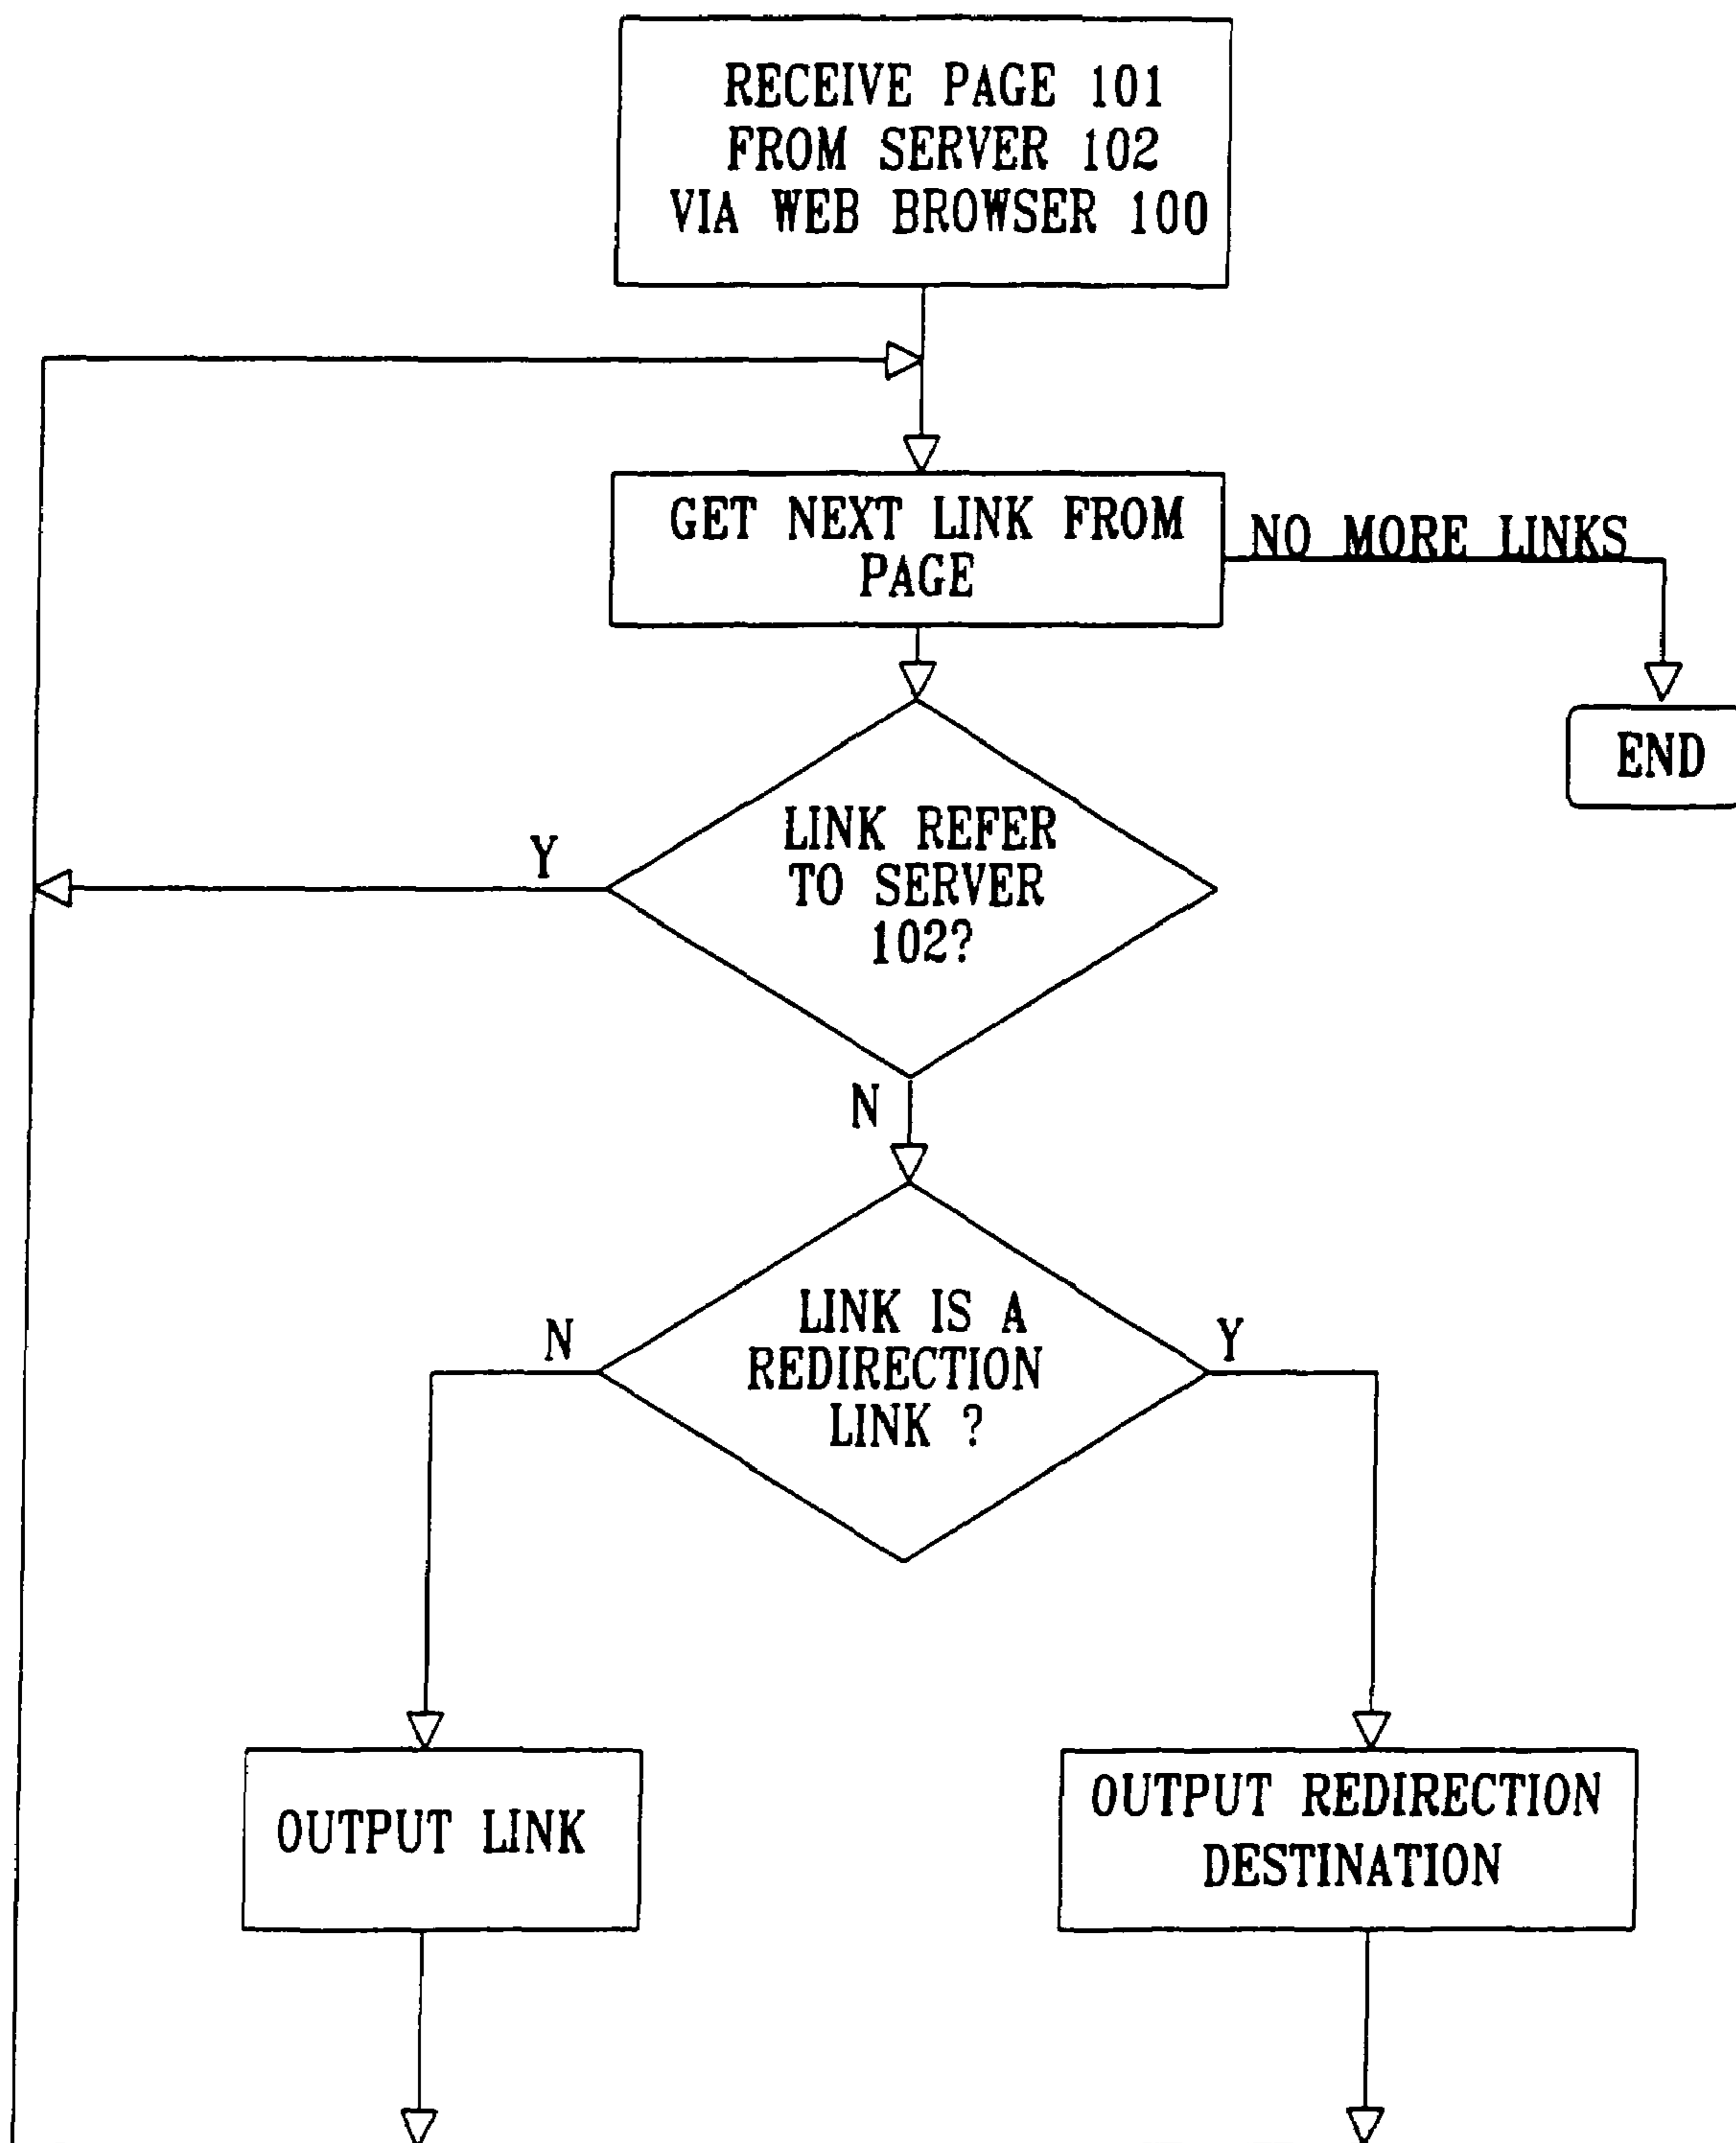 RECEIVE PAGE 101
FROM SERVER 102
VIA WEB BROWSER 100
GET NEXT LINK FROM
PAGE
NO MORE LINKS
END
LINK REFER
TO SERVER
102?
Y
N
LINK IS A
REDIRECTION
LINK ?
N
Y
OUTPUT LINK
OUTPUT REDIRECTION
DESTINATION